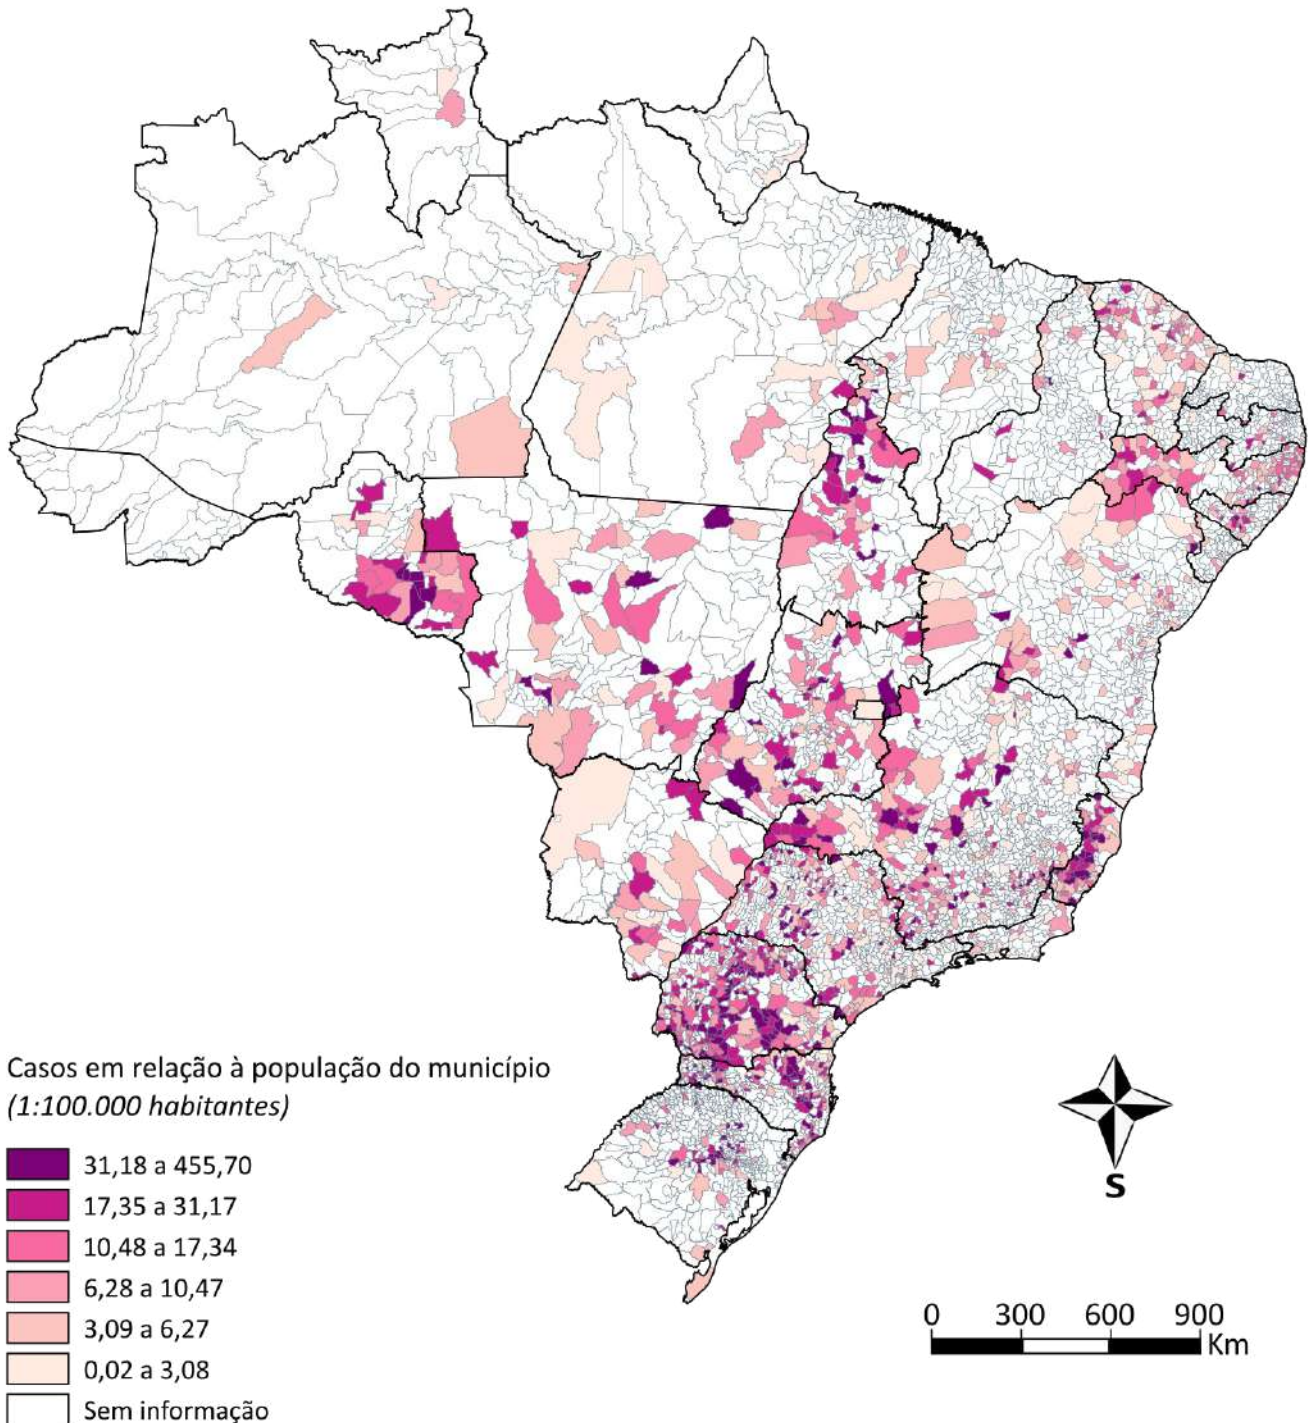 Casos em relação à população do município
(1:100.000 habitantes)
31,18 a 455,70
17,35 a 31,17
10,48 a 17,34
6,28 a 10,47
3,09 a 6,27
0,02 a 3,08
Sem informação
S
0 300 600 900
Km